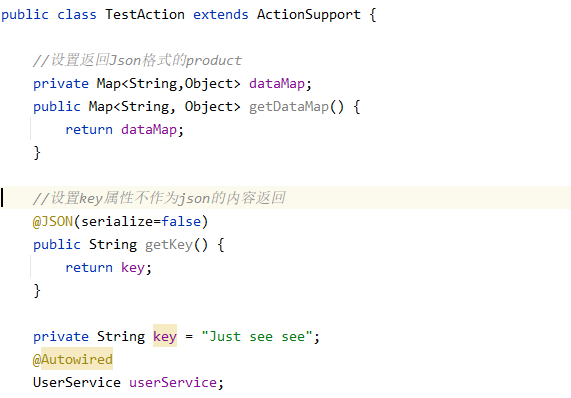 public class TestAction extends ActionSupport {
//设置返回Json格式的product
private Map<String,Object> dataMap;
public Map<String, Object> getDataMap() {
return dataMap;
}
//设置key属性不作为json的内容返回
@JSON(serialize=false)
public String getKey() {
return key;
}
private String key = "Just see see";
@Autowired
UserService userService;